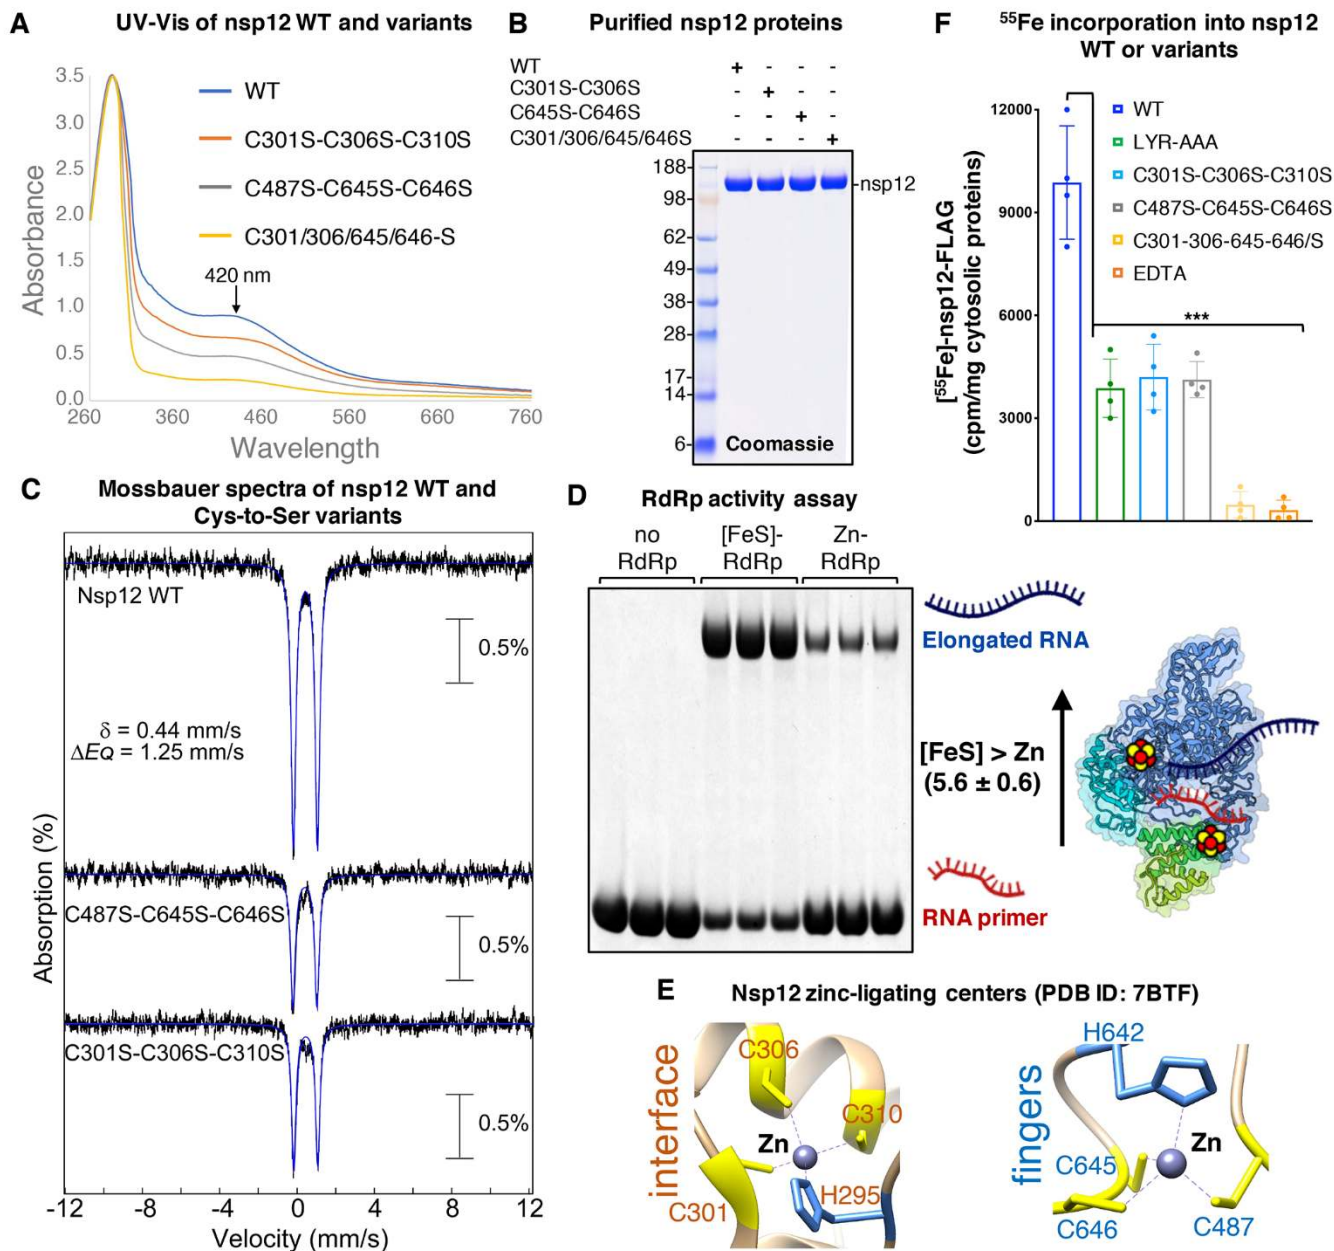 A
UV-Vis of nsp12 WT and variants
3.5
3.0
2.5
2.0
1.5
1.0
0.5
0.0
260
360
460
560
660
760
Absorbance
Wavelength
WT
C301S-C306S-C310S
C487S-C645S-C646S
C301/306/645/646-S
420 nm
B
Purified nsp12 proteins
WT + - - -
C301S-C306S - + - -
C645S-C646S - - + -
C301/306/645/646S - - - +
188-
98-
62-
49-
38-
28-
17-
14-
6-
-nsp12
Coomassie
F
⁵⁵Fe incorporation into nsp12
WT or variants
12000
9000
6000
3000
0
[⁵⁵Fe]-nsp12-FLAG
(cpm/mg cytosolic proteins)
WT
LYR-AAA
C301S-C306S-C310S
C487S-C645S-C646S
C301-306-645-646/S
EDTA
***
C
Mossbauer spectra of nsp12 WT and
Cys-to-Ser variants
Nsp12 WT
0.5%
δ = 0.44 mm/s
ΔEQ = 1.25 mm/s
C487S-C645S-C646S
0.5%
C301S-C306S-C310S
0.5%
Absorption (%)
-12
-8
-4
0
4
8
12
Velocity (mm/s)
D
RdRp activity assay
no
RdRp
[FeS]-
RdRp
Zn-
RdRp
Elongated RNA
[FeS] > Zn
(5.6 ± 0.6)
RNA primer
E
Nsp12 zinc-ligating centers (PDB ID: 7BTF)
interface
C306
C310
Zn
C301
H295
fingers
H642
Zn
C645
C646
C487